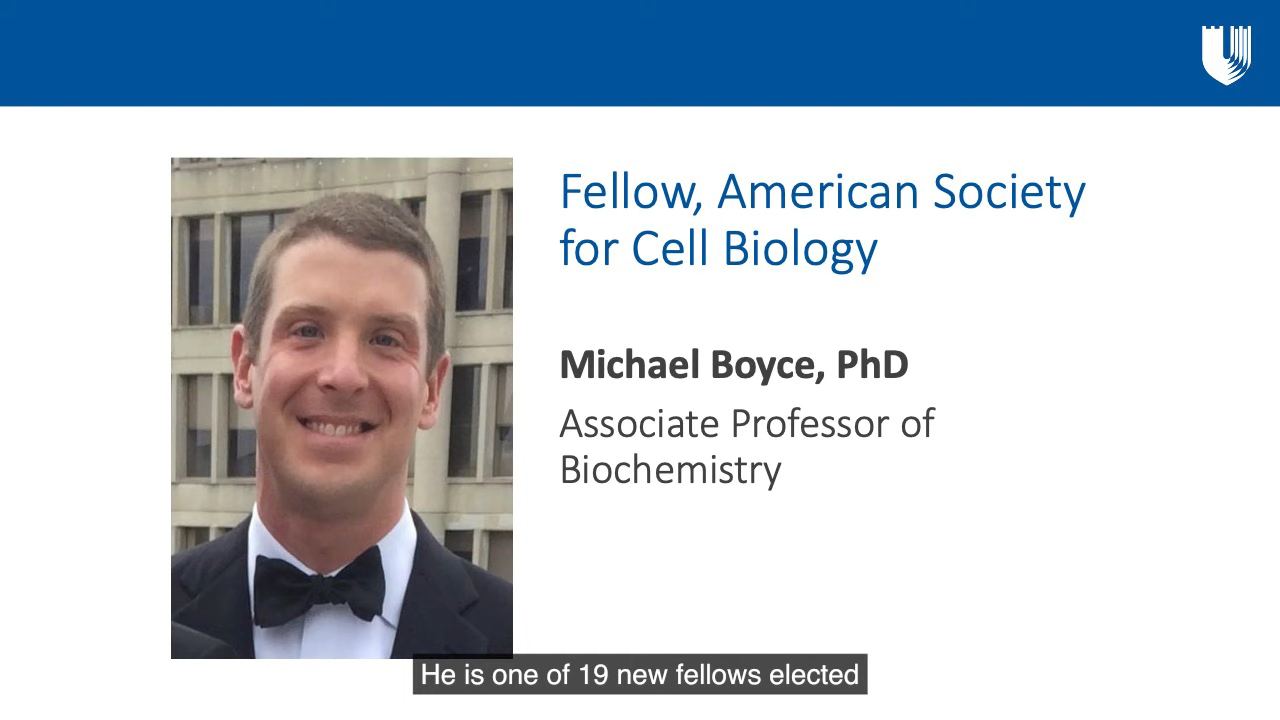 Fellow, American Society
for Cell Biology
Michael Boyce, PhD
Associate Professor of
Biochemistry
He is one of 19 new fellows elected